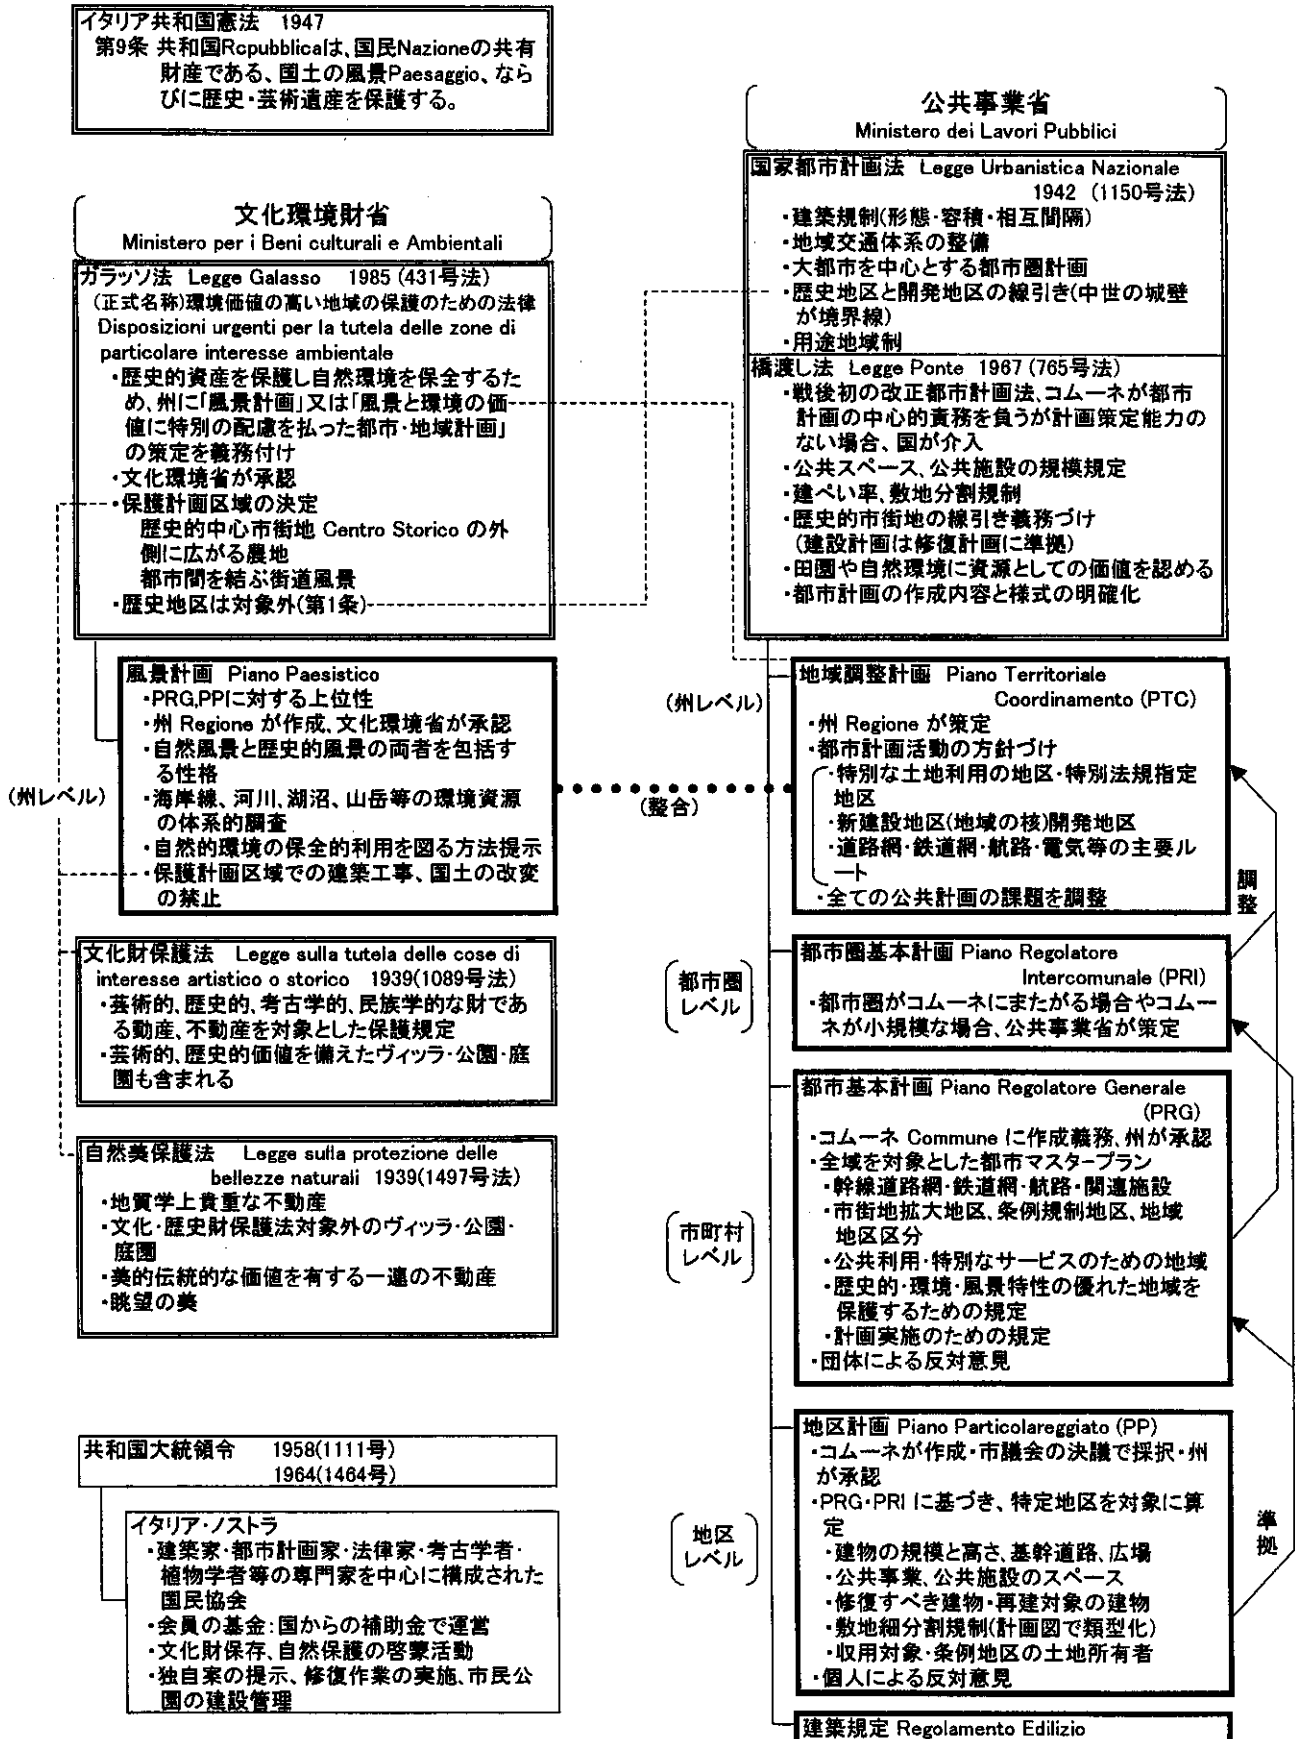 イタリア共和国憲法 1947
第9条 共和国Rcpubblicaは、国民Nazioneの共有
財産である、国土の風景Paesaggio、なら
びに歴史・芸術遺産を保護する。
文化環境財省
Ministero per i Beni culturali e Ambientali
ガラッソ法 Legge Galasso 1985 (431号法)
(正式名称)環境価値の高い地域の保護のための法律
Disposizioni urgenti per la tutela delle zone di
particolare interesse ambientale
・歴史的資産を保護し自然環境を保全するた
め、州に「風景計画」又は「風景と環境の価
値に特別の配慮を払った都市・地域計画」
の策定を義務付け
・文化環境省が承認
・保護計画区域の決定
歴史的中心市街地 Centro Storico の外
側に広がる農地
都市間を結ぶ街道風景
・歴史地区は対象外(第1条)
風景計画 Piano Paesistico
・PRG,PPに対する上位性
・州 Regione が作成、文化環境省が承認
・自然風景と歴史的風景の両者を包括す
る性格
・海岸線、河川、湖沼、山岳等の環境資源
の体系的調査
・自然的環境の保全的利用を図る方法提示
・保護計画区域での建築工事、国土の改変
の禁止
(州レベル)
文化財保護法 Legge sulla tutela delle cose di
interesse artistico o storico 1939(1089号法)
・芸術的、歴史的、考古学的、民族学的な財であ
る動産、不動産を対象とした保護規定
・芸術的、歴史的価値を備えたヴィッラ・公園・庭
園も含まれる
自然美保護法 Legge sulla protezione delle
bellezze naturali 1939(1497号法)
・地質学上貴重な不動産
・文化・歴史財保護法対象外のヴィッラ・公園・
庭園
・美的伝統的な価値を有する一連の不動産
・眺望の美
共和国大統領令 1958(1111号)
1964(1464号)
イタリア・ノストラ
・建築家・都市計画家・法律家・考古学者・
植物学者等の専門家を中心に構成された
国民協会
・会員の基金:国からの補助金で運営
・文化財保存、自然保護の啓蒙活動
・独自案の提示、修復作業の実施、市民公
園の建設管理
公共事業省
Ministero dei Lavori Pubblici
国家都市計画法 Legge Urbanistica Nazionale
1942 (1150号法)
・建築規制(形態・容積・相互間隔)
・地域交通体系の整備
・大都市を中心とする都市圏計画
・歴史地区と開発地区の線引き(中世の城壁
が境界線)
・用途地域制
橋渡し法 Legge Ponte 1967 (765号法)
・戦後初の改正都市計画法、コムーネが都市
計画の中心的責務を負うが計画策定能力の
ない場合、国が介入
・公共スペース、公共施設の規模規定
・建ぺい率、敷地分割規制
・歴史的市街地の線引き義務づけ
(建設計画は修復計画に準拠)
・田園や自然環境に資源としての価値を認める
・都市計画の作成内容と様式の明確化
(州レベル)
(整合)
地域調整計画 Piano Territoriale
Coordinamento (PTC)
・州 Regione が策定
・都市計画活動の方針づけ
・特別な土地利用の地区・特別法規指定
地区
・新建設地区(地域の核)開発地区
・道路網・鉄道網・航路・電気等の主要ル
ート
・全ての公共計画の課題を調整
調整
都市圏
レベル
都市圏基本計画 Piano Regolatore
Intercomunale (PRI)
・都市圏がコムーネにまたがる場合やコムー
ネが小規模な場合、公共事業省が策定
市町村
レベル
都市基本計画 Piano Regolatore Generale
(PRG)
・コムーネ Commune に作成義務、州が承認
・全域を対象とした都市マスタープラン
・幹線道路網・鉄道網・航路・関連施設
・市街地拡大地区、条例規制地区、地域
地区区分
・公共利用・特別なサービスのための地域
・歴史的・環境・風景特性の優れた地域を
保護するための規定
・計画実施のための規定
・団体による反対意見
地区
レベル
地区計画 Piano Particolareggiato (PP)
・コムーネが作成・市議会の決議で採択・州
が承認
・PRG・PRI に基づき、特定地区を対象に算
定
・建物の規模と高さ、基幹道路、広場
・公共事業、公共施設のスペース
・修復すべき建物・再建対象の建物
・敷地細分割規制(計画図で類型化)
・収用対象・条例地区の土地所有者
・個人による反対意見
準拠
建築規定 Regolamento Edilizio